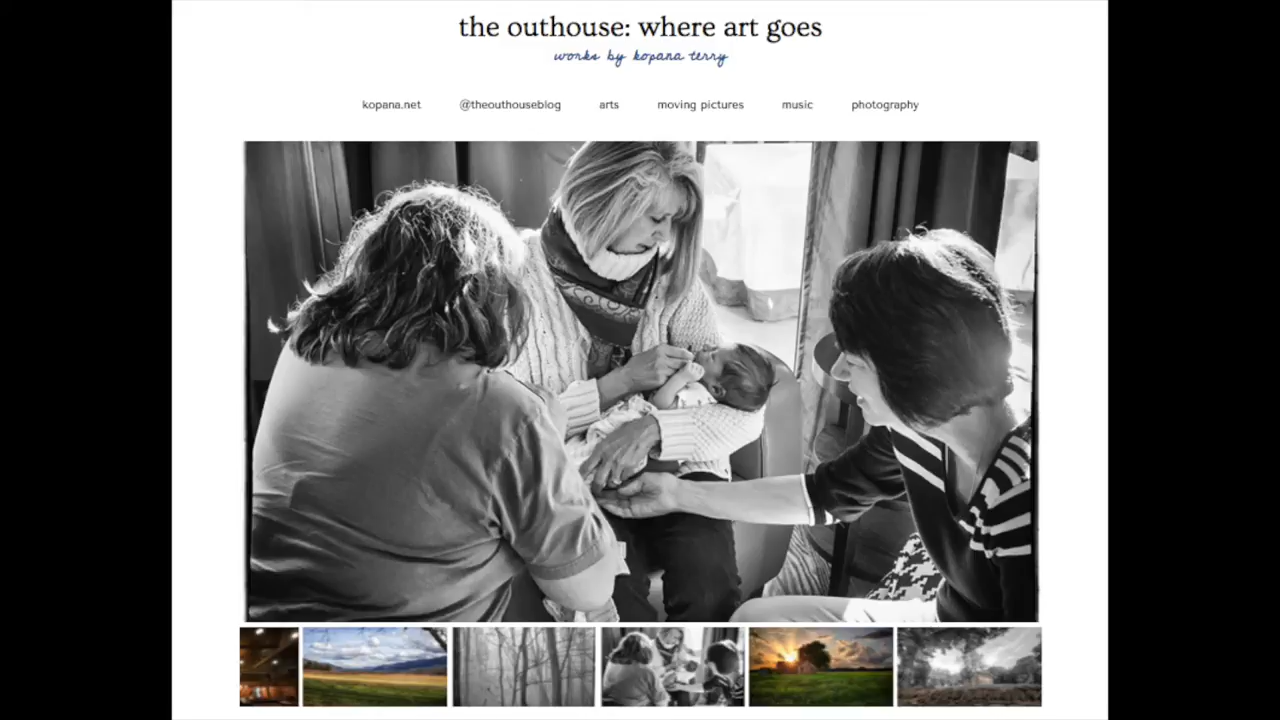 the outhouse: where art goes
works by kopana terry
kopana.net @theouthouseblog arts moving pictures music photography